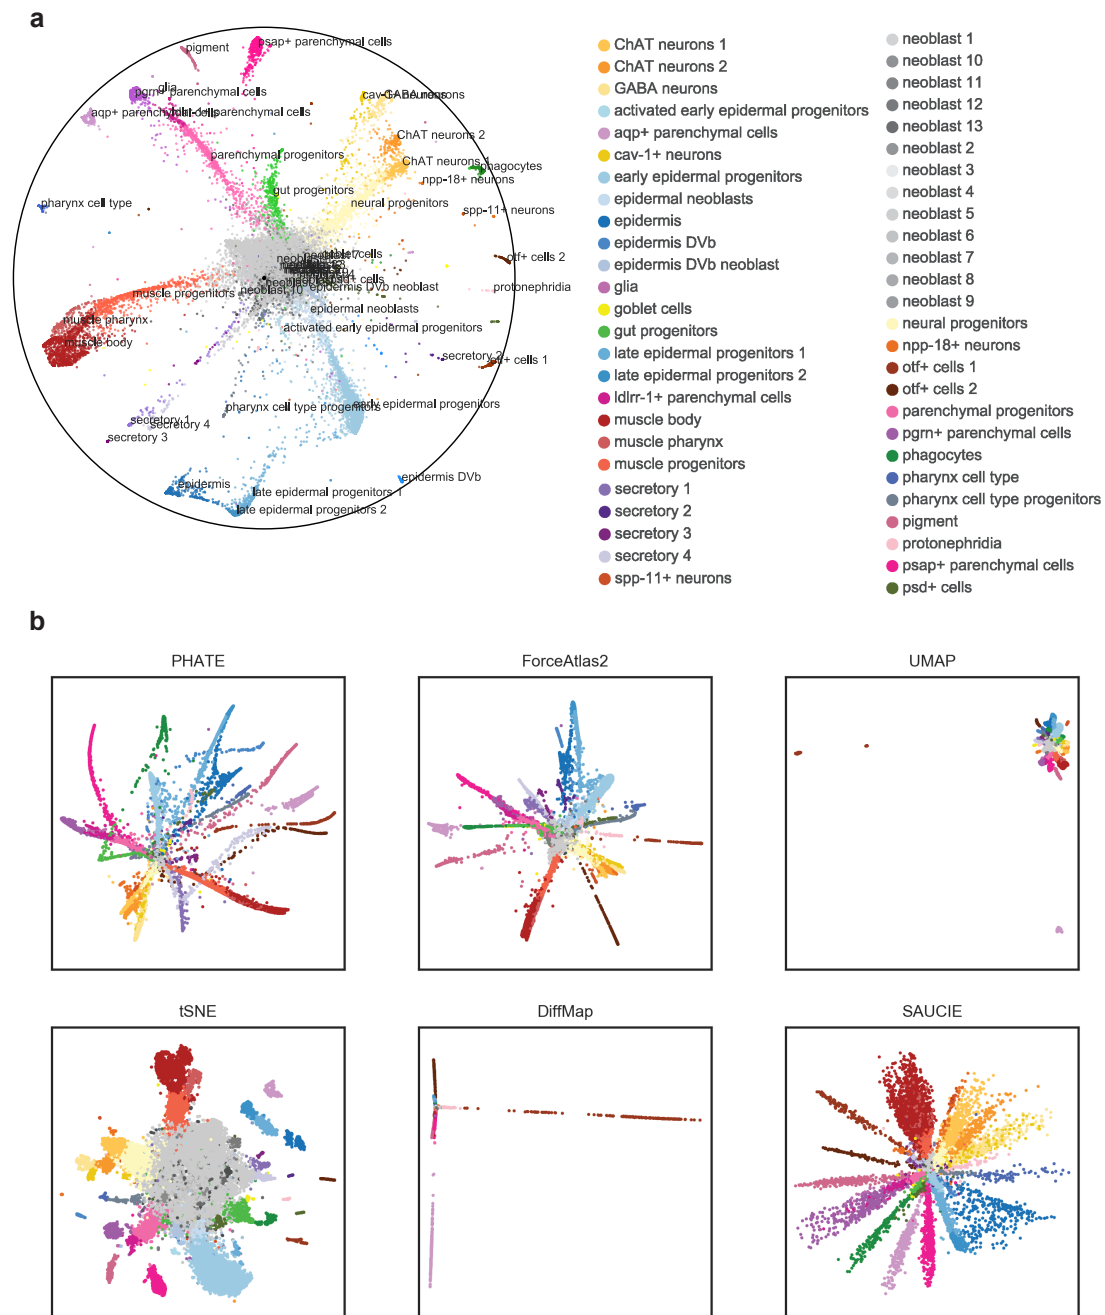 a
pigment
psap+ parenchymal cells
glia
pgrn+ parenchymal cells
aqp+ parenchymal cells
parenchymal cells
cav-1+ neurons
GABA neurons
ChAT neurons 2
parenchymal progenitors
ChAT neurons 1
phagocytes
npp-18+ neurons
gut progenitors
pharynx cell type
neural progenitors
spp-11+ neurons
otf+ cells 2
neoblast 10
epidermis DVb neoblast
protonephridia
muscle progenitors
epidermal neoblasts
muscle pharynx
activated early epidermal progenitors
muscle body
secretory 2
otf+ cells 1
pharynx cell type progenitors
early epidermal progenitors
secretory 1
secretory 4
secretory 3
epidermis
late epidermal progenitors 1
epidermis DVb
late epidermal progenitors 2
ChAT neurons 1
ChAT neurons 2
GABA neurons
activated early epidermal progenitors
aqp+ parenchymal cells
cav-1+ neurons
early epidermal progenitors
epidermal neoblasts
epidermis
epidermis DVb
epidermis DVb neoblast
glia
goblet cells
gut progenitors
late epidermal progenitors 1
late epidermal progenitors 2
ldlrr-1+ parenchymal cells
muscle body
muscle pharynx
muscle progenitors
secretory 1
secretory 2
secretory 3
secretory 4
spp-11+ neurons
neoblast 1
neoblast 10
neoblast 11
neoblast 12
neoblast 13
neoblast 2
neoblast 3
neoblast 4
neoblast 5
neoblast 6
neoblast 7
neoblast 8
neoblast 9
neural progenitors
npp-18+ neurons
otf+ cells 1
otf+ cells 2
parenchymal progenitors
pgrn+ parenchymal cells
phagocytes
pharynx cell type
pharynx cell type progenitors
pigment
protonephridia
psap+ parenchymal cells
psd+ cells
b
PHATE
ForceAtlas2
UMAP
tSNE
DiffMap
SAUCIE